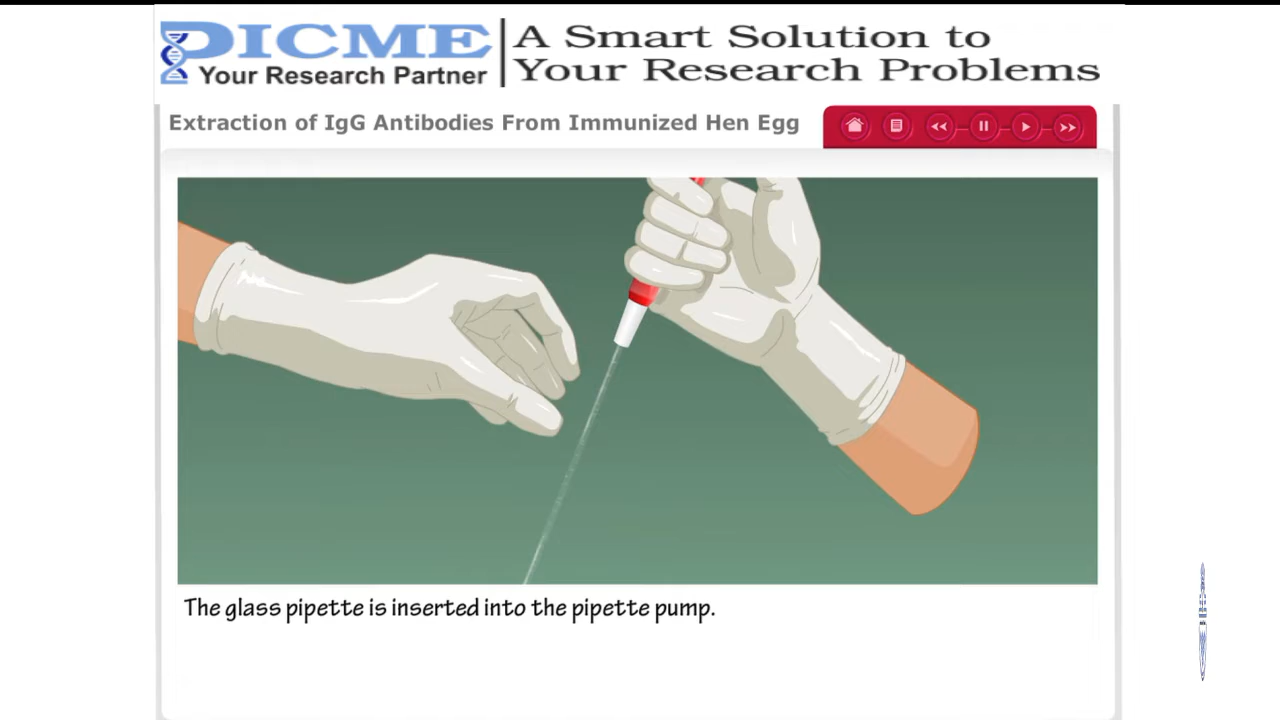 PICME
Your Research Partner
A Smart Solution to
Your Research Problems
Extraction of IgG Antibodies From Immunized Hen Egg
The glass pipette is inserted into the pipette pump.